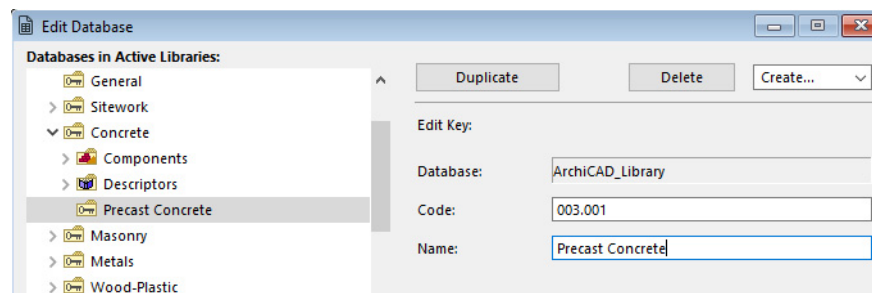 Edit Database
Databases in Active Libraries:
General
Sitework
Concrete
Components
Descriptors
Precast Concrete
Masonry
Metals
Wood-Plastic
Duplicate Delete Create...
Edit Key:
Database: ArchiCAD_Library
Code: 003.001
Name: Precast Concrete